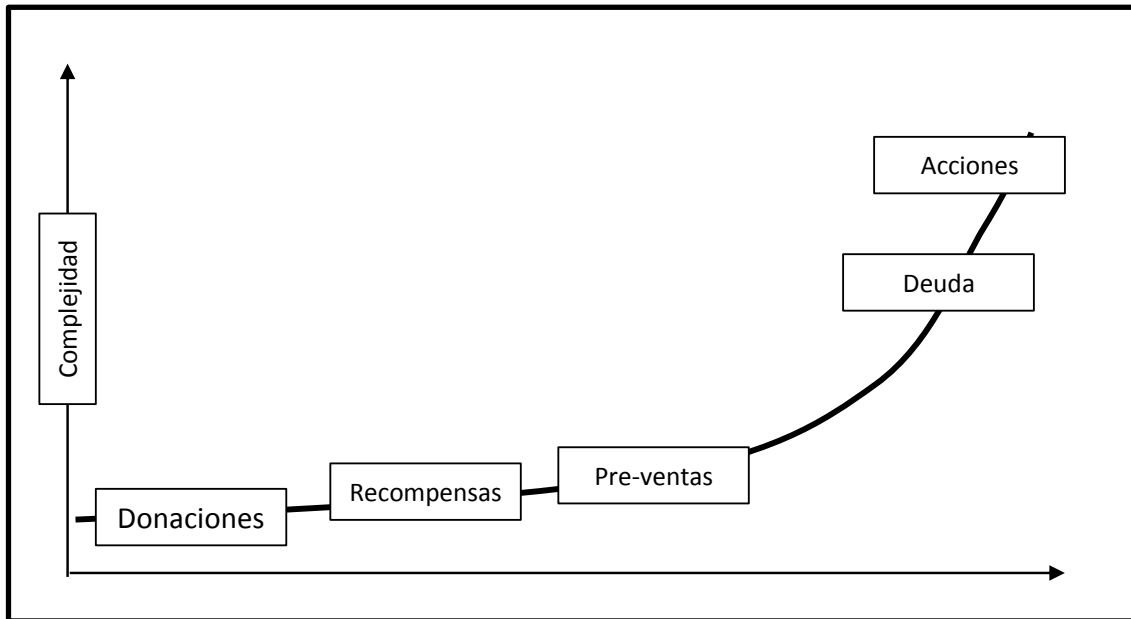 Acciones
Deuda
Complejidad
Pre-ventas
Recompensas
Donaciones